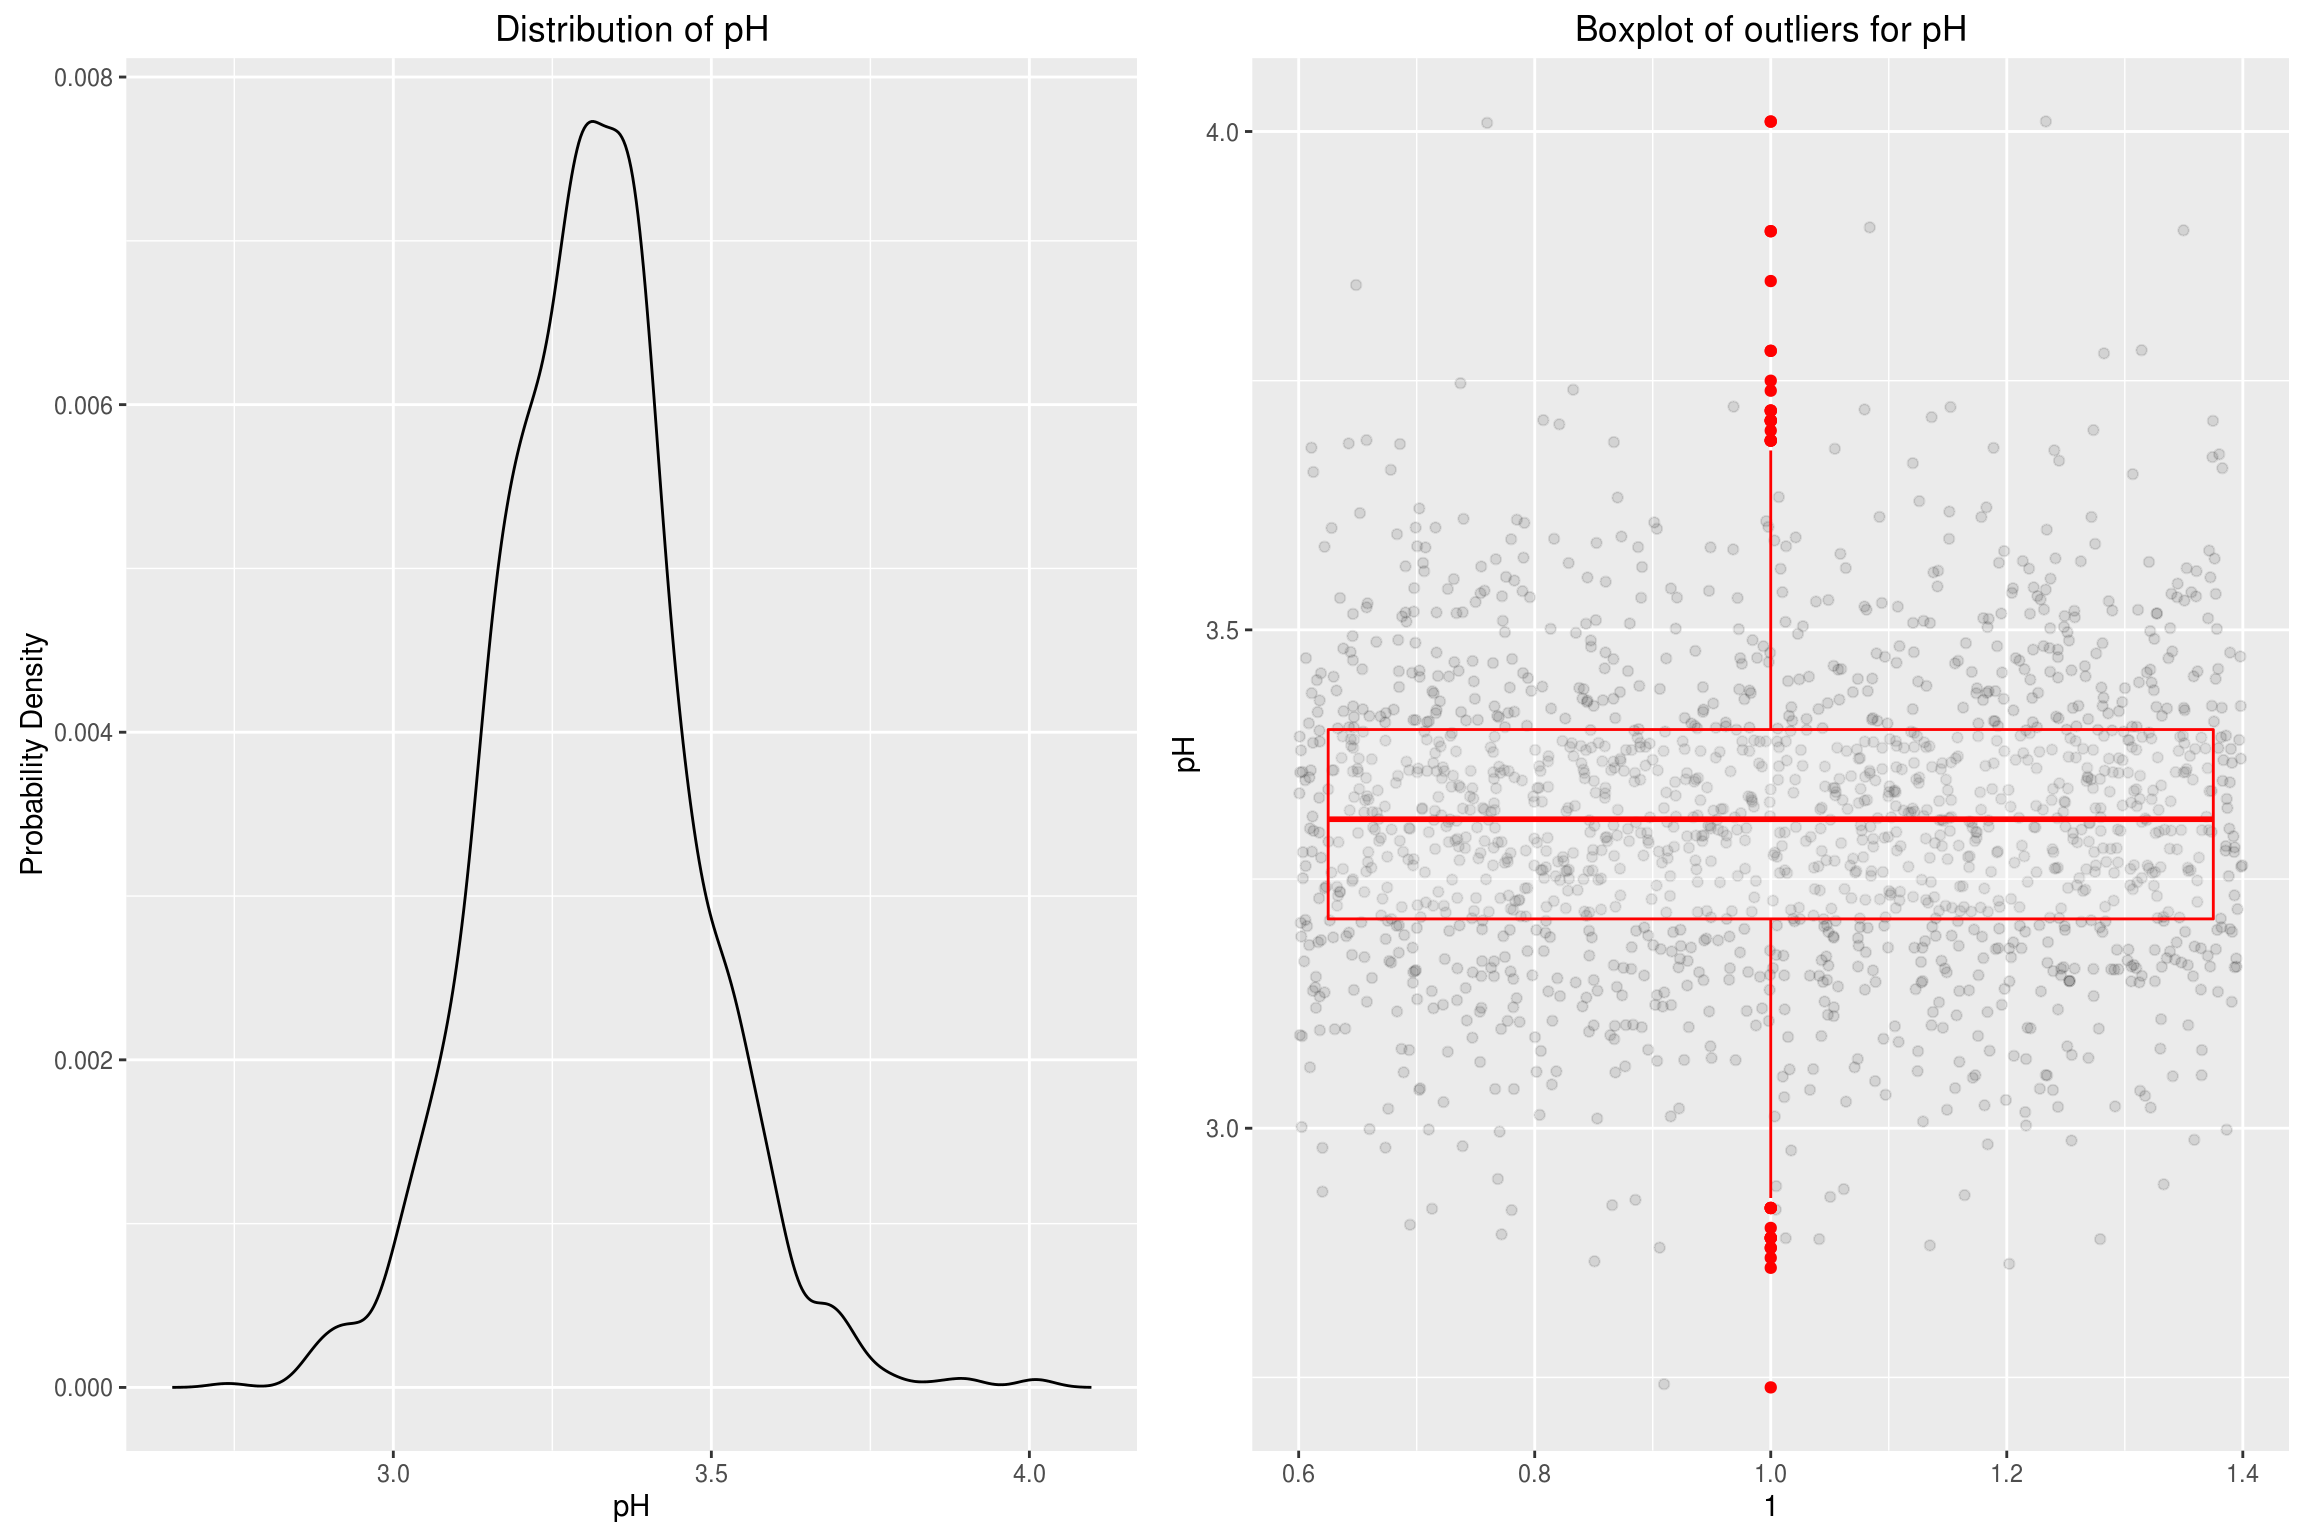 Distribution of pH
0.008
0.006
0.004
0.002
0.000
Probability Density
3.0 3.5 4.0
pH
Boxplot of outliers for pH
4.0
3.5
3.0
pH
0.6 0.8 1.0 1.2 1.4
1